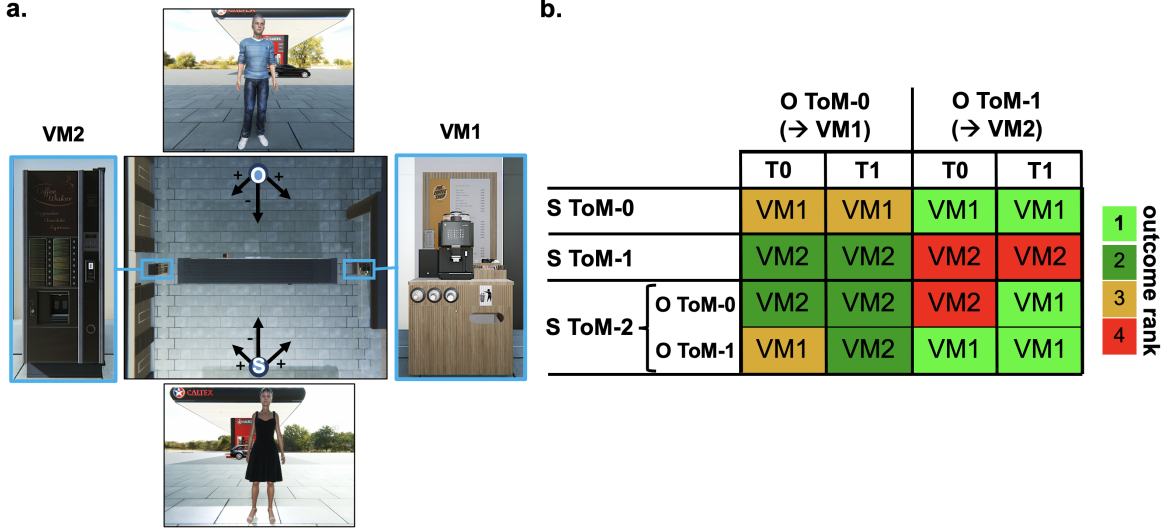 a.
b.
CALTEX
VM2
VM1
O
+
+
-
-
+
+
S
CALTEX
O ToM-0
(→ VM1)
O ToM-1
(→ VM2)
T0 T1 T0 T1
S ToM-0 VM1 VM1 VM1 VM1
S ToM-1 VM2 VM2 VM2 VM2
S ToM-2
O ToM-0 VM2 VM2 VM2 VM1
O ToM-1 VM1 VM2 VM1 VM1
1
2
3
4
outcome rank